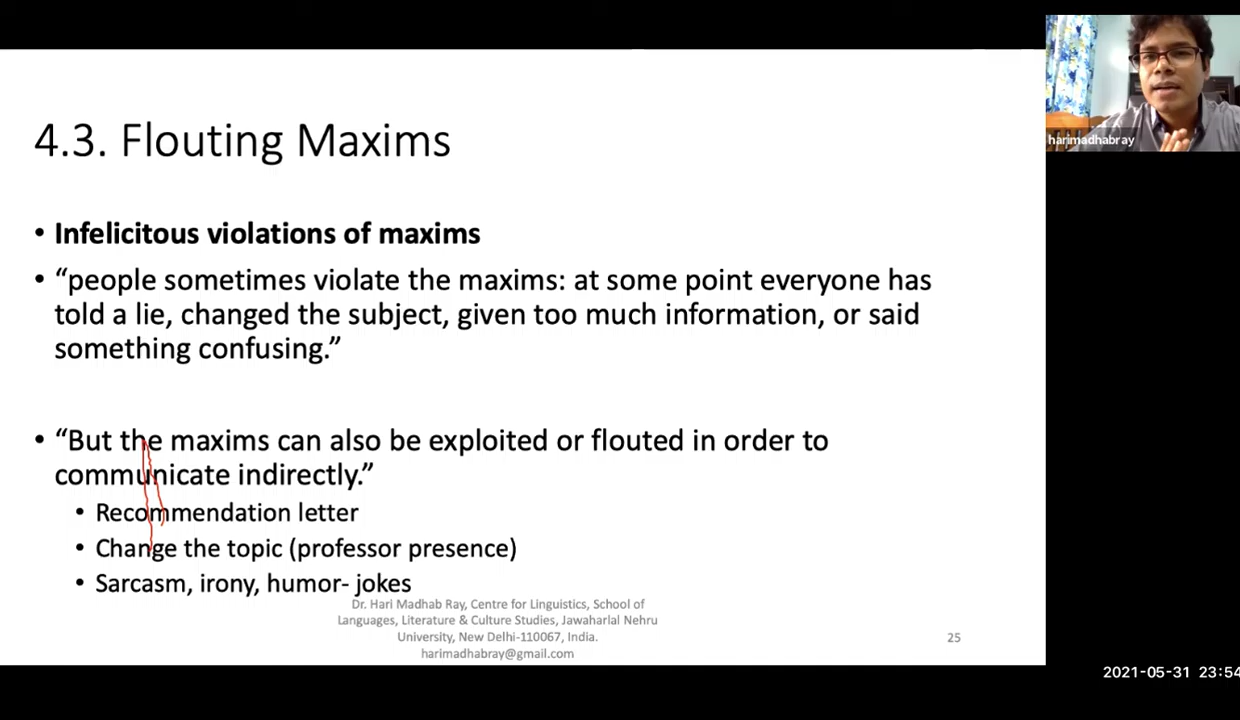 4.3. Flouting Maxims
harimadhabray
• Infelicitous violations of maxims
• “people sometimes violate the maxims: at some point everyone has
told a lie, changed the subject, given too much information, or said
something confusing.”
• “But the maxims can also be exploited or flouted in order to
communicate indirectly.”
• Recommendation letter
• Change the topic (professor presence)
• Sarcasm, irony, humor- jokes
Dr. Hari Madhab Ray, Centre for Linguistics, School of
Languages, Literature & Culture Studies, Jawaharlal Nehru
University, New Delhi-110067, India.
harimadhabray@gmail.com
25
2021-05-31 23:54